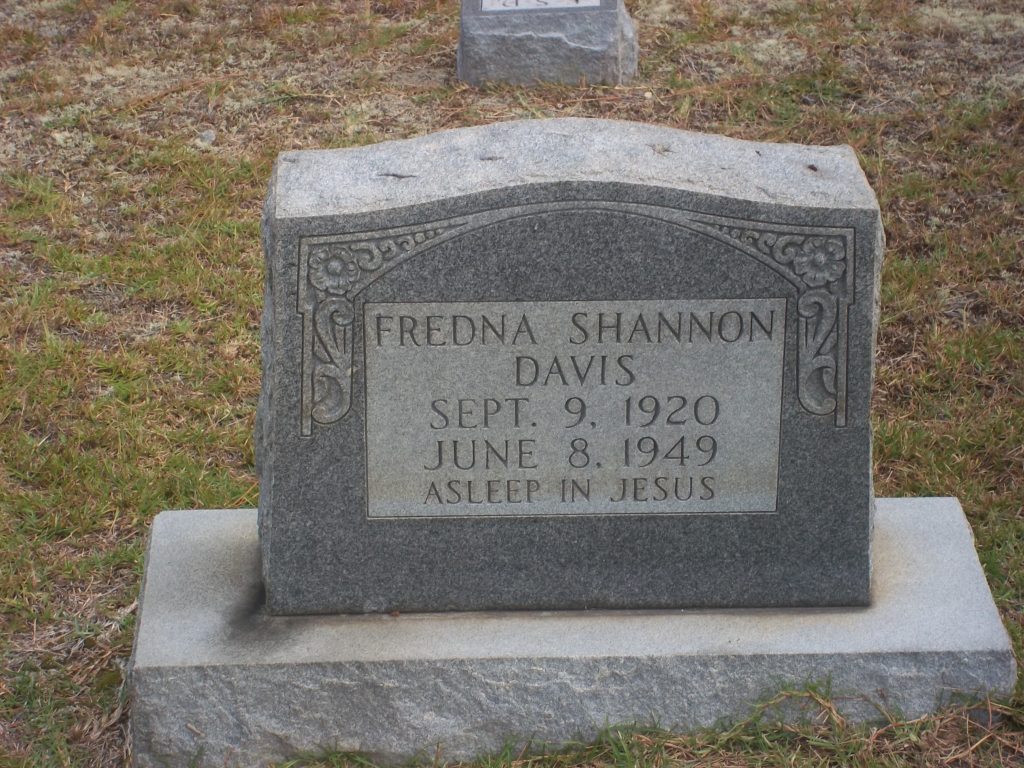 FREDNA SHANNON
DAVIS
SEPT. 9, 1920
JUNE 8, 1949
ASLEEP IN JESUS